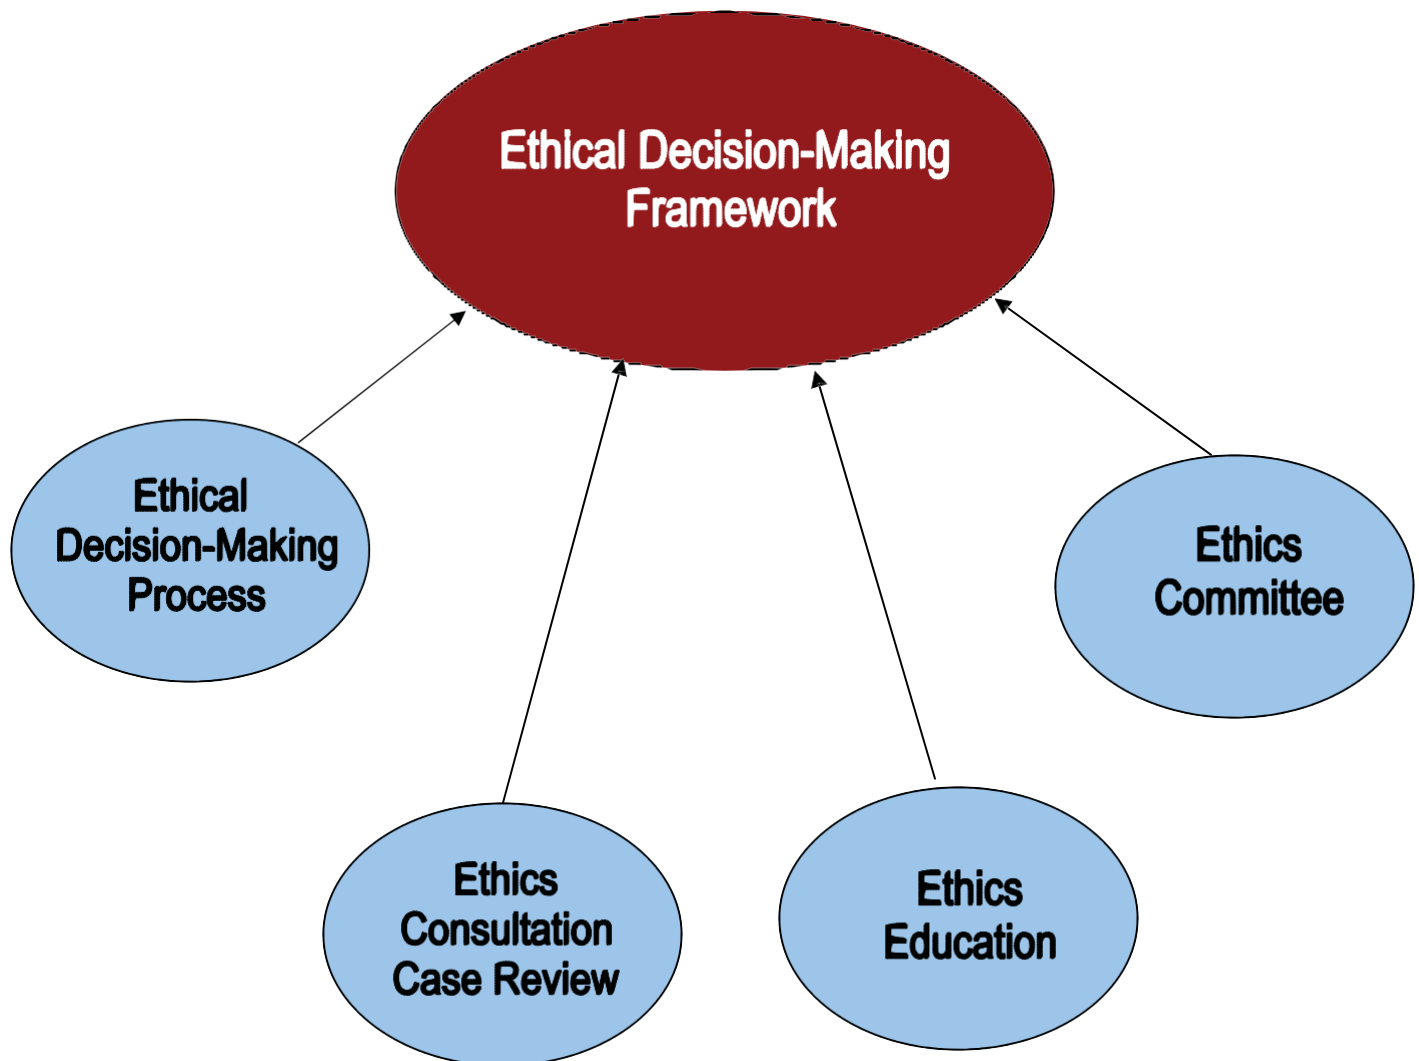 Ethical Decision-Making
Framework
Ethical
Decision-Making
Process
Ethics
Committee
Ethics
Consultation
Case Review
Ethics
Education